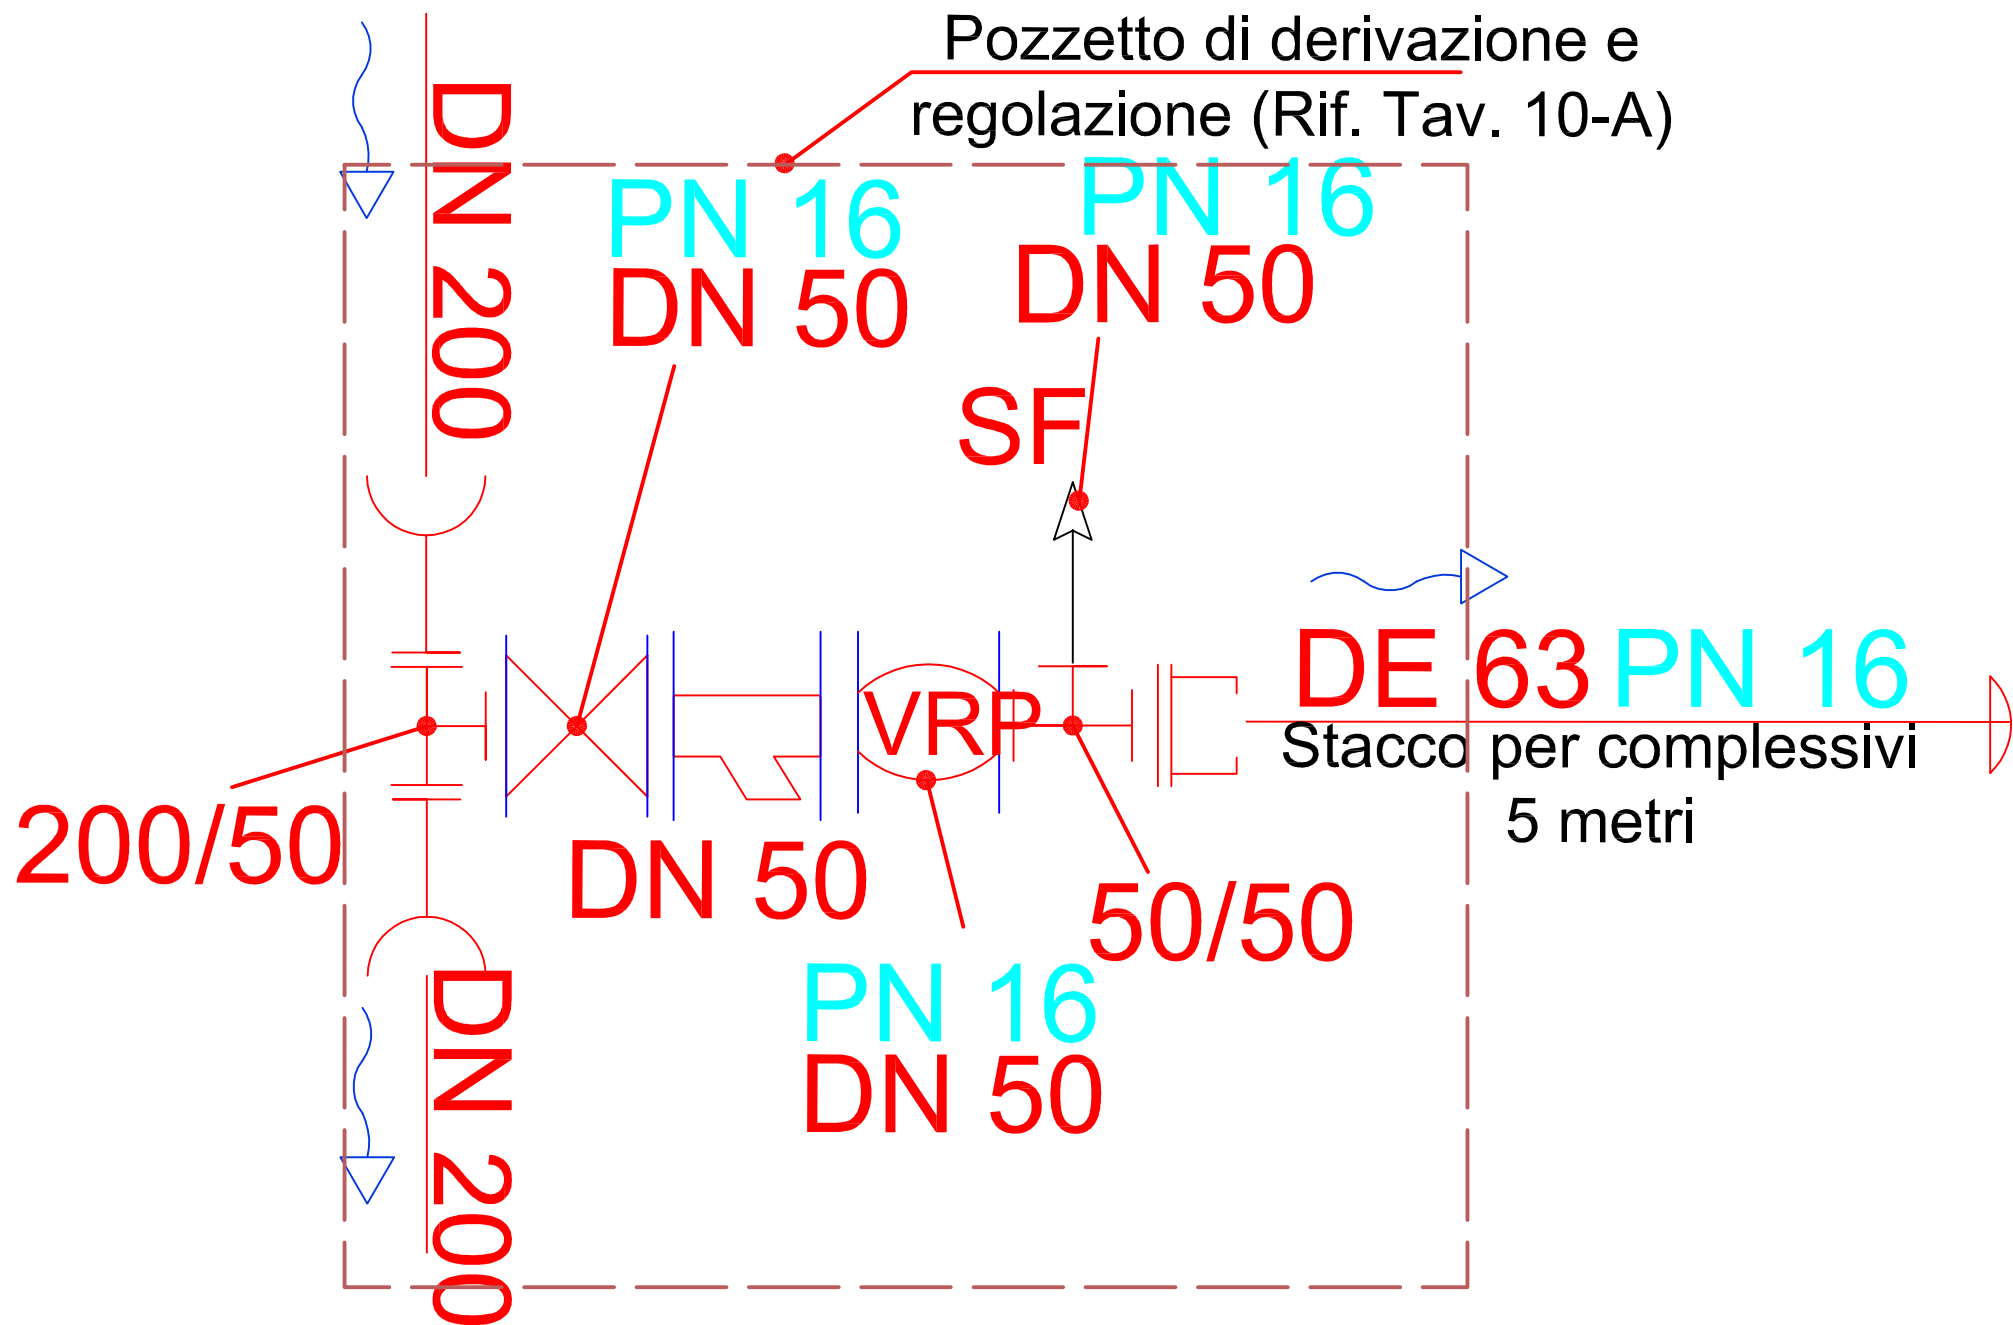 Pozzetto di derivazione e
regolazione (Rif. Tav. 10-A)
DN 200
PN 16
DN 50
PN 16
DN 50
SF
DE 63 PN 16
Stacco per complessivi
5 metri
VRP
200/50
DN 50
50/50
PN 16
DN 50
DN 200